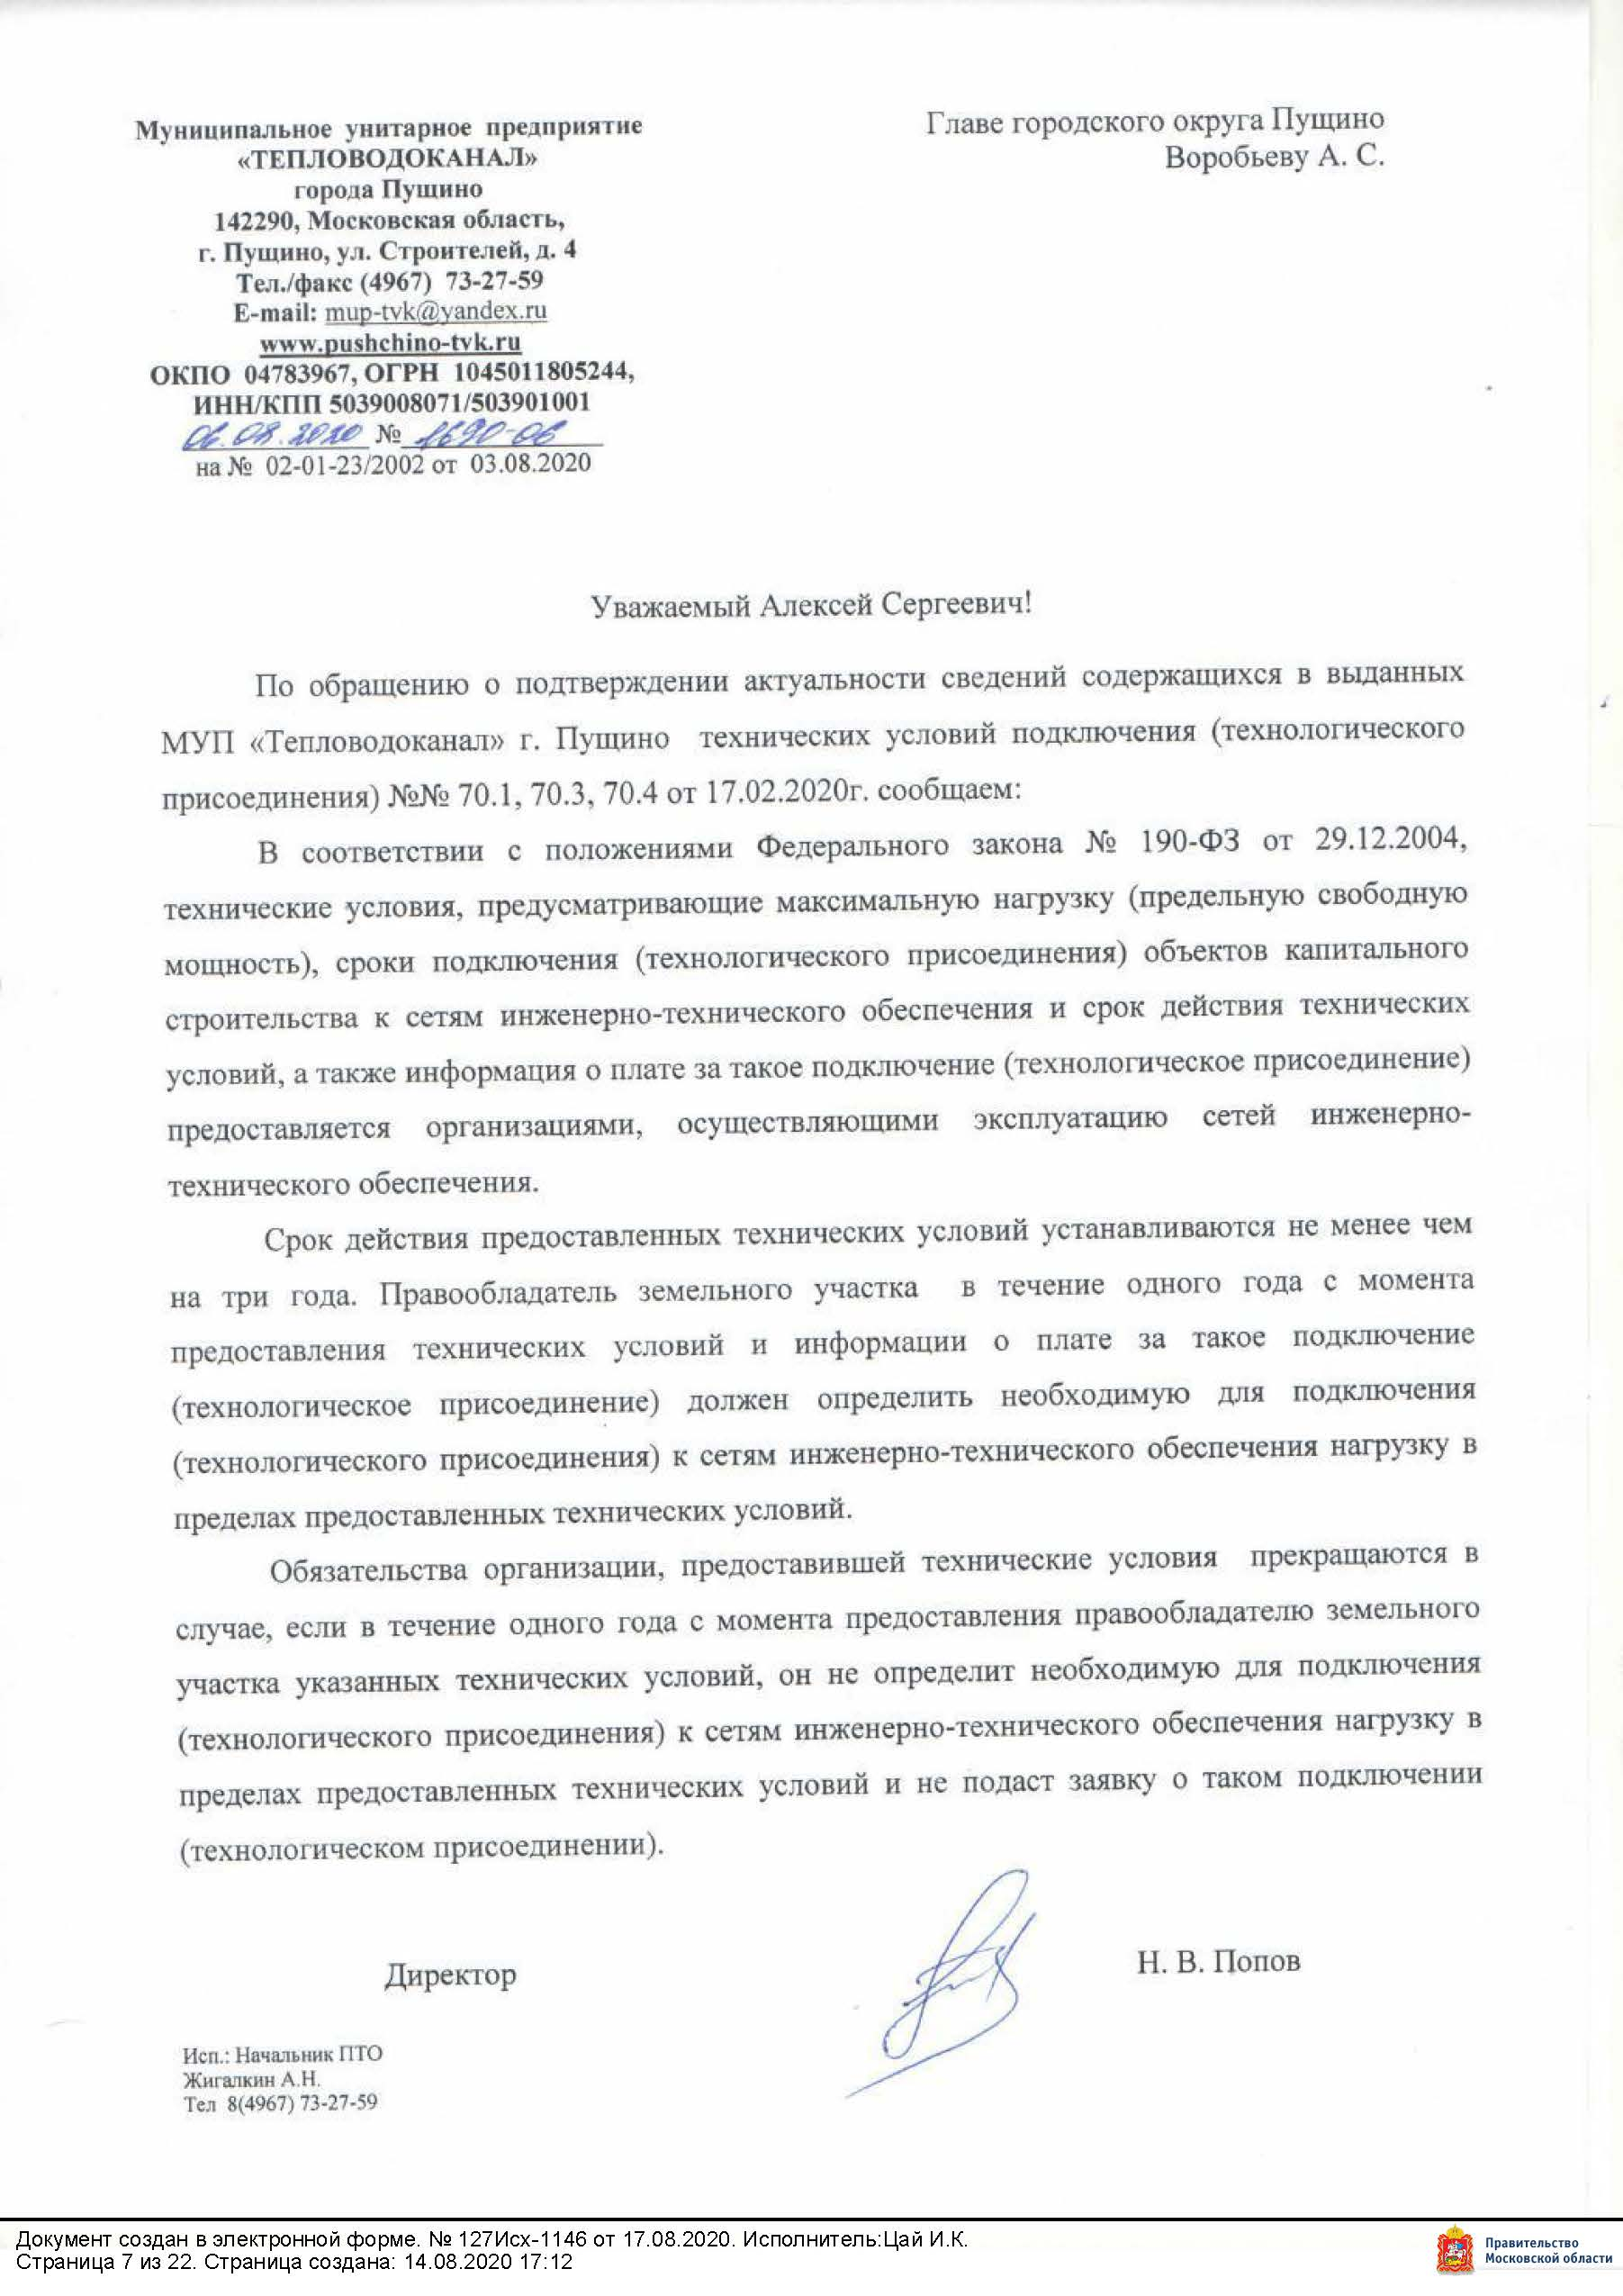 Муниципальное унитарное предприятие
«ТЕПЛОВОДОКАНАЛ»
города Пущино
142290, Московская область,
г. Пущино, ул. Строителей, д. 4
Тел./факс (4967) 73-27-59
E-mail: mup-tvk@yandex.ru
www.pushchino-tvk.ru
ОКПО 04783967, ОГРН 1045011805244,
ИНН/КПП 5039008071/503901001
06.08.2020 № 1690-06
на № 02-01-23/2002 от 03.08.2020
Главе городского округа Пущино
Воробьеву А. С.
Уважаемый Алексей Сергеевич!
По обращению о подтверждении актуальности сведений содержащихся в выданных
МУП «Тепловодоканал» г. Пущино технических условий подключения (технологического
присоединения) №№ 70.1, 70.3, 70.4 от 17.02.2020г. сообщаем:
В соответствии с положениями Федерального закона № 190-ФЗ от 29.12.2004,
технические условия, предусматривающие максимальную нагрузку (предельную свободную
мощность), сроки подключения (технологического присоединения) объектов капитального
строительства к сетям инженерно-технического обеспечения и срок действия технических
условий, а также информация о плате за такое подключение (технологическое присоединение)
предоставляется организациями, осуществляющими эксплуатацию сетей инженерно-
технического обеспечения.
Срок действия предоставленных технических условий устанавливаются не менее чем
на три года. Правообладатель земельного участка в течение одного года с момента
предоставления технических условий и информации о плате за такое подключение
(технологическое присоединение) должен определить необходимую для подключения
(технологического присоединения) к сетям инженерно-технического обеспечения нагрузку в
пределах предоставленных технических условий.
Обязательства организации, предоставившей технические условия прекращаются в
случае, если в течение одного года с момента предоставления правообладателю земельного
участка указанных технических условий, он не определит необходимую для подключения
(технологического присоединения) к сетям инженерно-технического обеспечения нагрузку в
пределах предоставленных технических условий и не подаст заявку о таком подключении
(технологическом присоединении).
Директор
Н. В. Попов
Исп.: Начальник ПТО
Жигалкин А.Н.
Тел 8(4967) 73-27-59
Документ создан в электронной форме. № 127Исх-1146 от 17.08.2020. Исполнитель:Цай И.К.
Страница 7 из 22. Страница создана: 14.08.2020 17:12
Правительство
Московской области